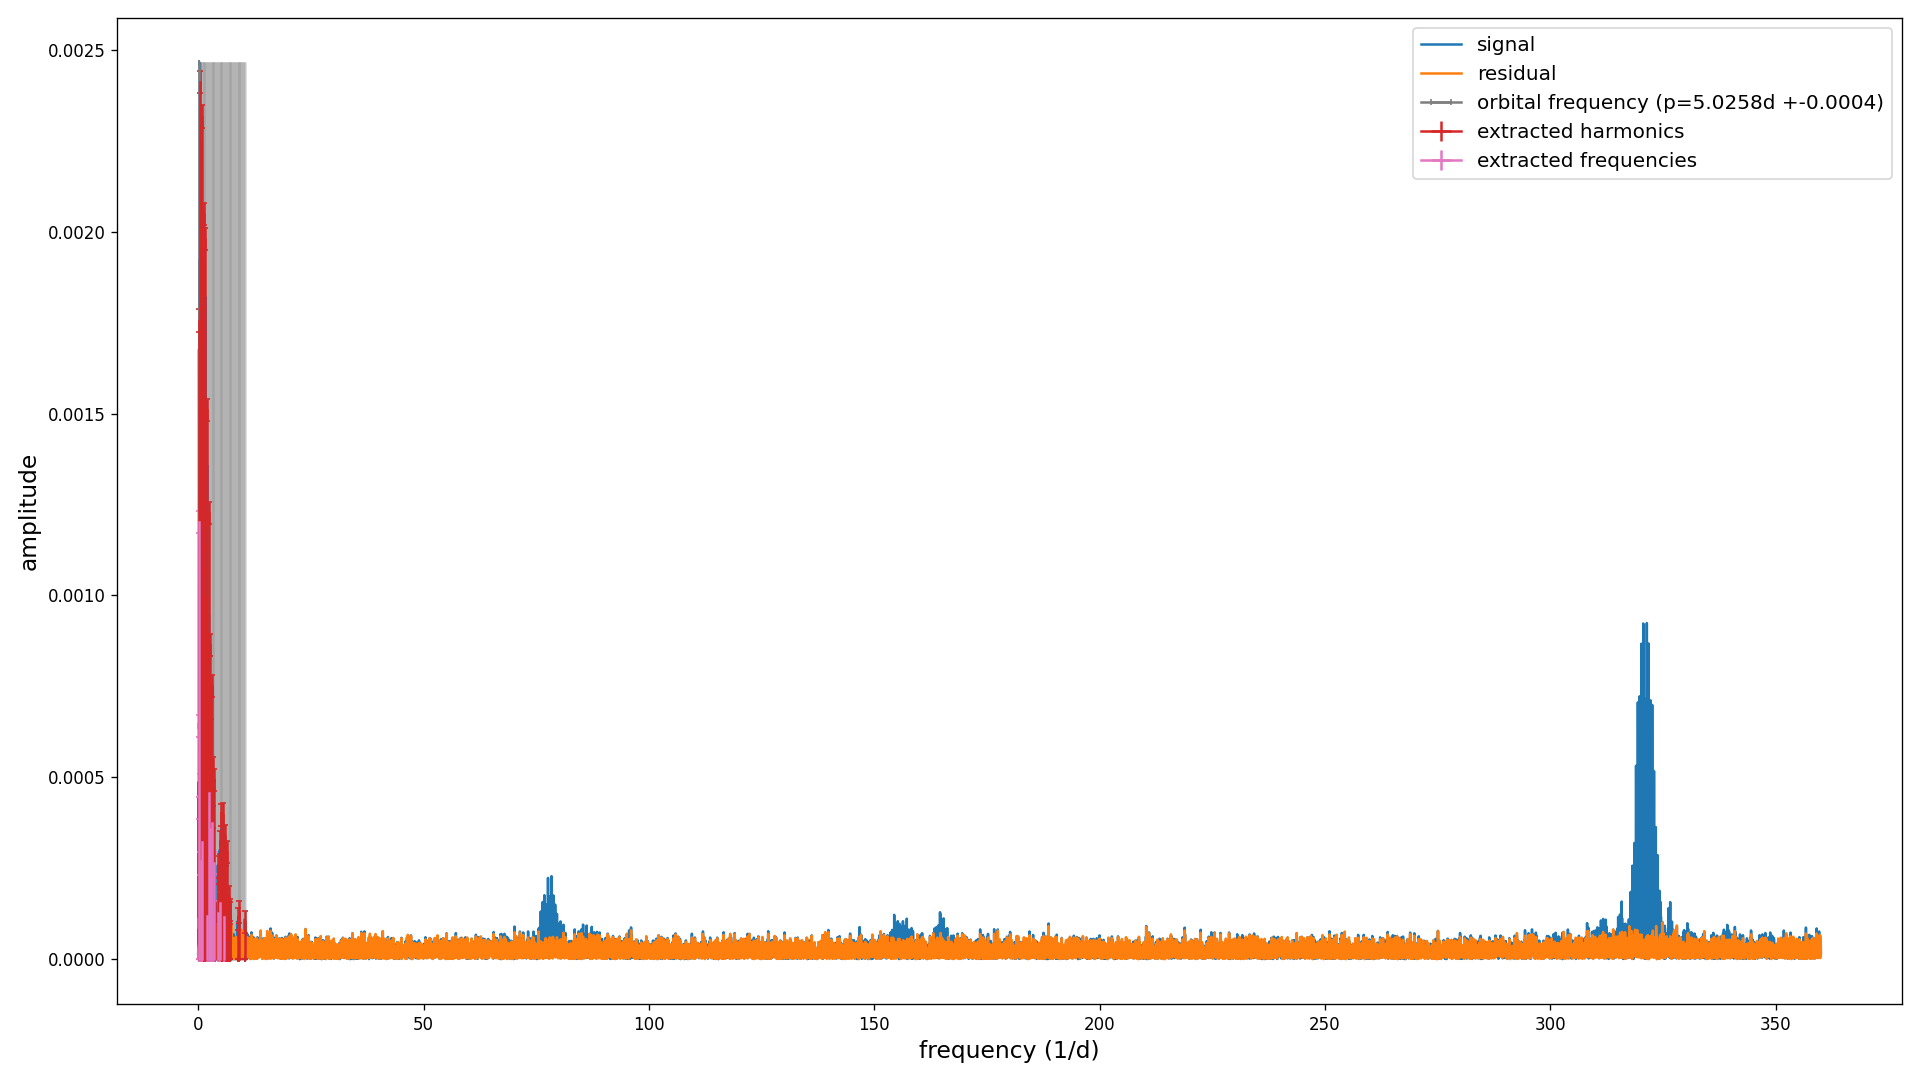 signal
residual
orbital frequency (p=5.0258d +-0.0004)
extracted harmonics
extracted frequencies
amplitude
0.0025
0.0020
0.0015
0.0010
0.0005
0.0000
0 50 100 150 200 250 300 350
frequency (1/d)